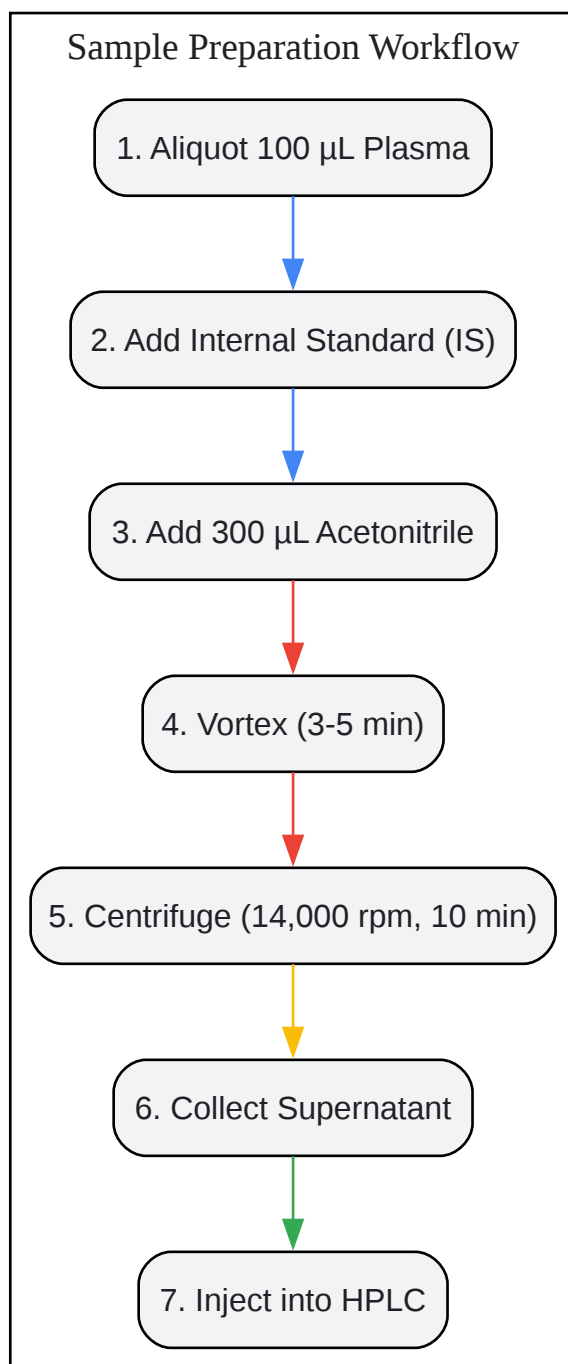 Sample Preparation Workflow
1. Aliquot 100 µL Plasma
2. Add Internal Standard (IS)
3. Add 300 µL Acetonitrile
4. Vortex (3-5 min)
5. Centrifuge (14,000 rpm, 10 min)
6. Collect Supernatant
7. Inject into HPLC